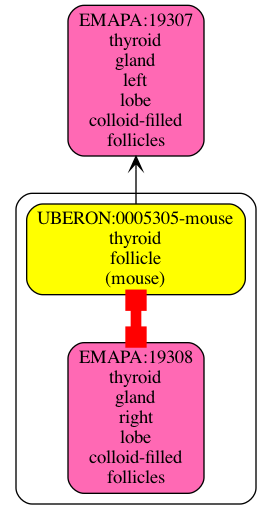 EMAPA:19307
thyroid
gland
left
lobe
colloid-filled
follicles
UBERON:0005305-mouse
thyroid
follicle
(mouse)
EMAPA:19308
thyroid
gland
right
lobe
colloid-filled
follicles